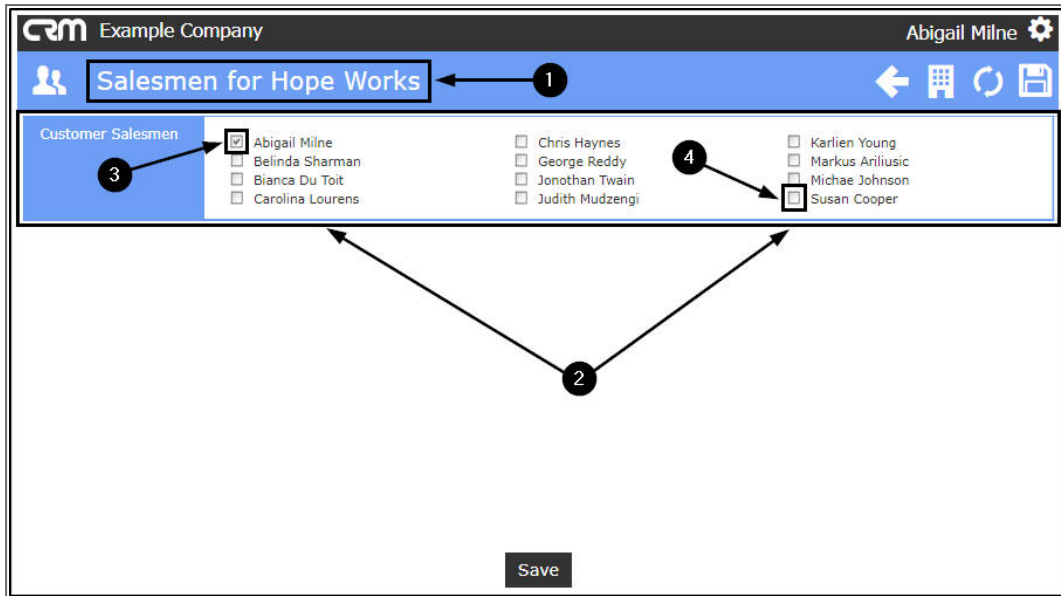 CRM Example Company
Abigail Milne
Salesmen for Hope Works
1
Customer Salesmen
Abigail Milne
Belinda Sharman
Bianca Du Toit
Carolina Lourens
Chris Haynes
George Reddy
Jonothan Twain
Judith Mudzengi
Karlien Young
Markus Ariliusic
Michae Johnson
Susan Cooper
3
4
2
Save